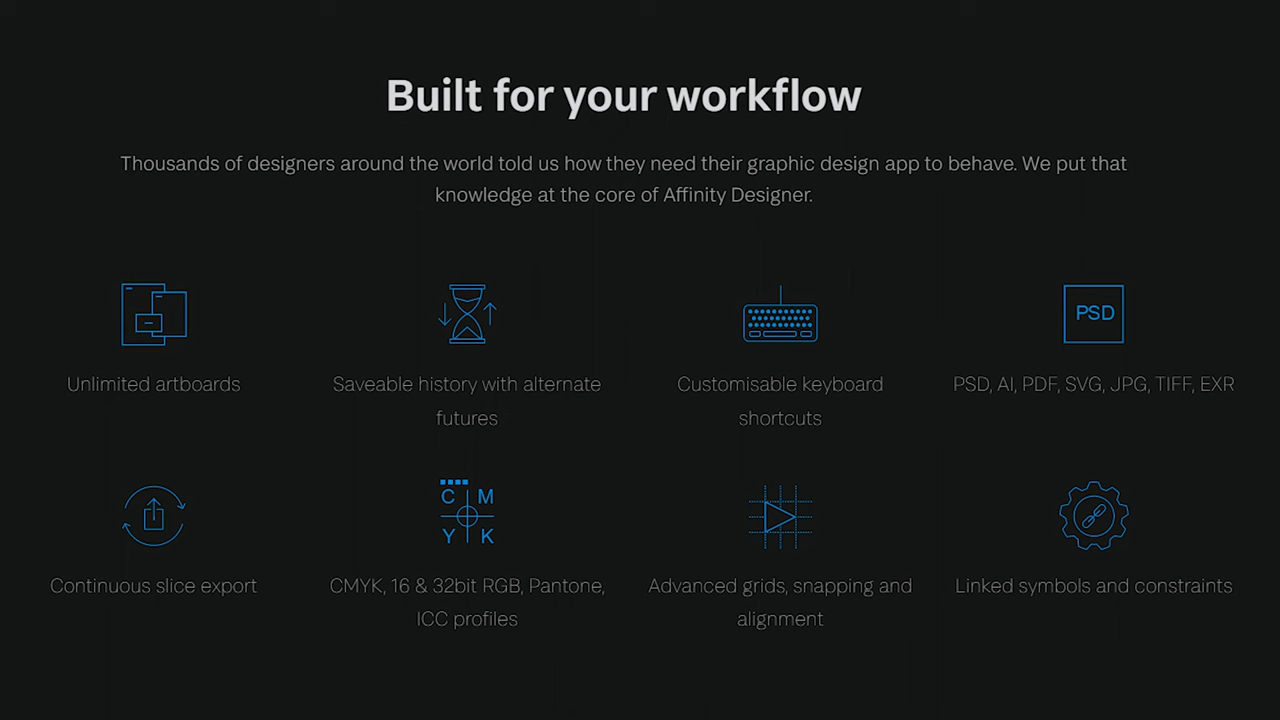 Built for your workflow
Thousands of designers around the world told us how they need their graphic design app to behave. We put that
knowledge at the core of Affinity Designer.
PSD
Unlimited artboards
Saveable history with alternate
futures
Customisable keyboard
shortcuts
PSD, AI, PDF, SVG, JPG, TIFF, EXR
C M
Y K
Continuous slice export
CMYK, 16 & 32bit RGB, Pantone,
ICC profiles
Advanced grids, snapping and
alignment
Linked symbols and constraints